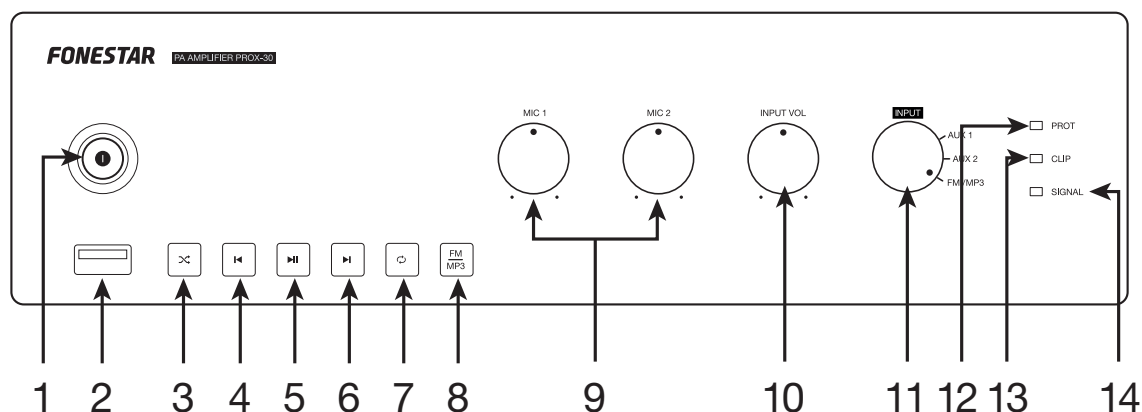 FONESTAR PA AMPLIFIER PROX-30
MIC 1 MIC 2 INPUT VOL INPUT
AUX 1
AUX 2
FM/MP3
PROT
CLIP
SIGNAL
FM
MP3
1 2 3 4 5 6 7 8 9 10 11 12 13 14